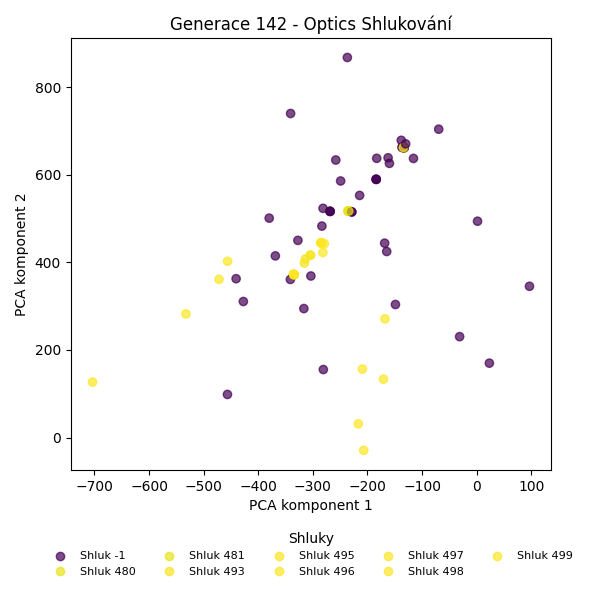 Generace 142 - Optics Shlukování
800
600
400
200
0
PCA komponent 2
−700 −600 −500 −400 −300 −200 −100 0 100
PCA komponent 1
Shluky
Shluk -1 Shluk 481 Shluk 495 Shluk 497 Shluk 499
Shluk 480 Shluk 493 Shluk 496 Shluk 498